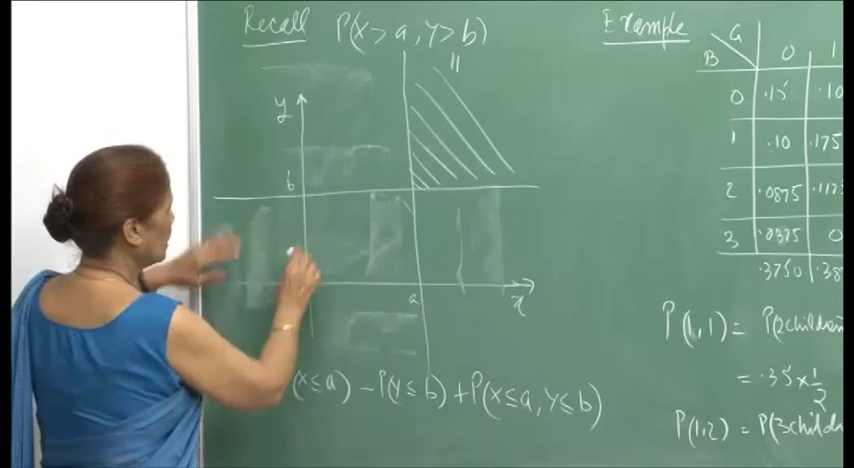 Recall P(X > a, Y > b)
=
y
b
a
x
(X ≤ a) - P(Y ≤ b) + P(X ≤ a, Y ≤ b)
Example
G
B 0 1
0 .15 .10
1 .10 .175
2 .0875
3 .0375 0
.3750
P(1,1) = P(2 children
= .35 × 1/2
P(1,2) = P(3 child